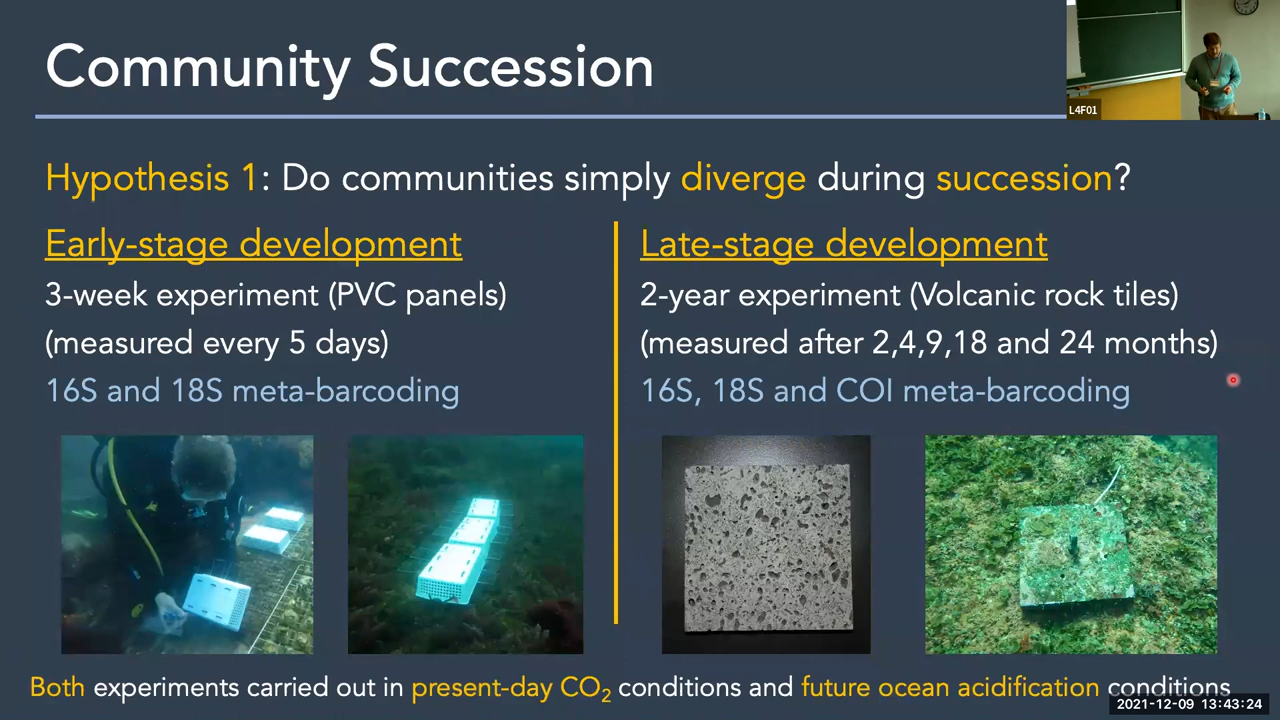 Community Succession
L4F01
Hypothesis 1: Do communities simply diverge during succession?
Early-stage development
3-week experiment (PVC panels)
(measured every 5 days)
16S and 18S meta-barcoding
Late-stage development
2-year experiment (Volcanic rock tiles)
(measured after 2,4,9,18 and 24 months)
16S, 18S and COI meta-barcoding
Both experiments carried out in present-day CO₂ conditions and future ocean acidification conditions
2021-12-09 13:43:24